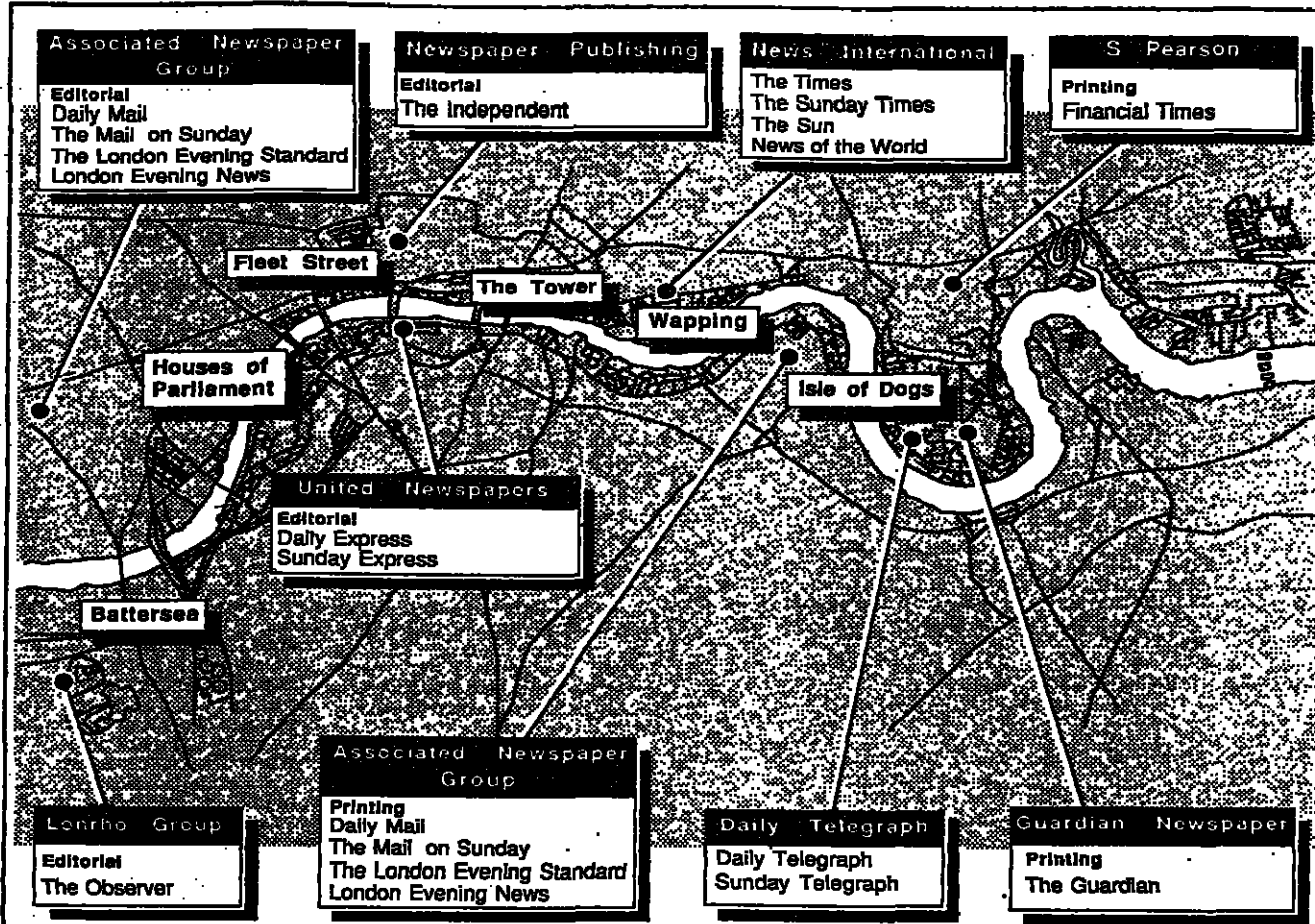 Associated Newspaper
Group
Editorial
Daily Mail
The Mail on Sunday
The London Evening Standard
London Evening News
Newspaper Publishing
Editorial
The Independent
News International
The Times
The Sunday Times
The Sun
News of the World
S Pearson
Printing
Financial Times
Fleet Street
The Tower
Wapping
Houses of
Parliament
Isle of Dogs
United Newspapers
Editorial
Daily Express
Sunday Express
Battersea
Lonrho Group
Editorial
The Observer
Associated Newspaper
Group
Printing
Daily Mail
The Mail on Sunday
The London Evening Standard
London Evening News
Daily Telegraph
Daily Telegraph
Sunday Telegraph
Guardian Newspaper
Printing
The Guardian